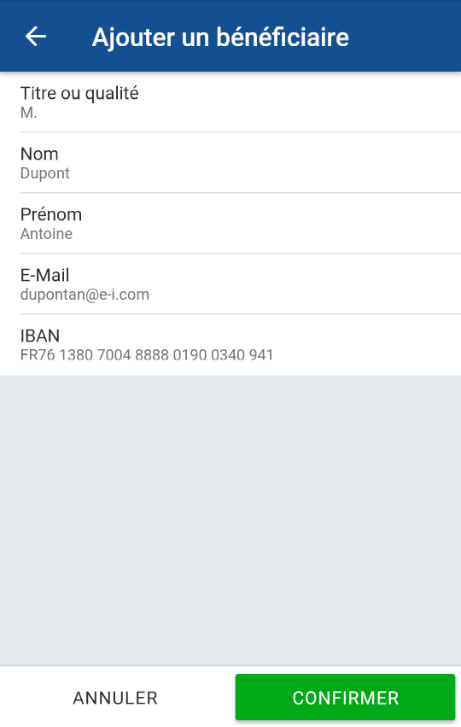 Ajouter un bénéficiaire
Titre ou qualité
M.
Nom
Dupont
Prénom
Antoine
E-Mail
dupontan@e-i.com
IBAN
FR76 1380 7004 8888 0190 0340 941
ANNULER
CONFIRMER